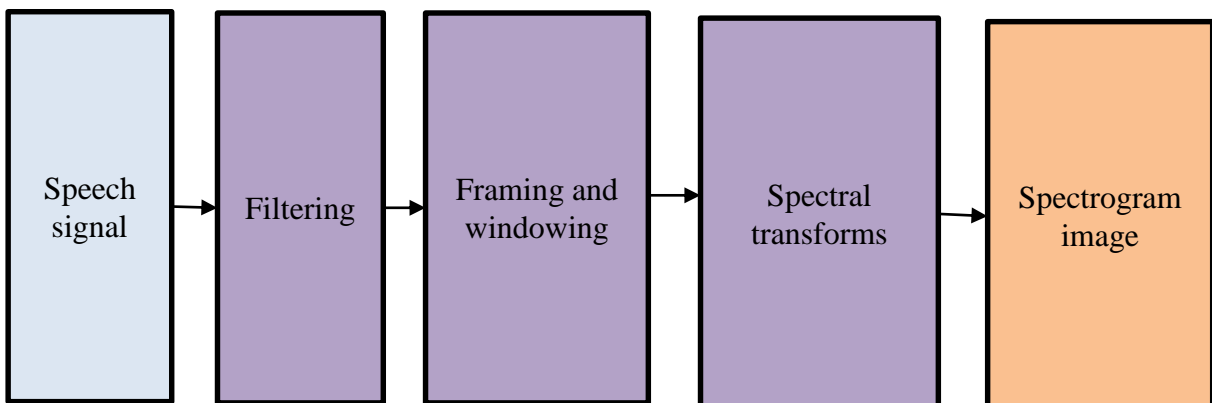 Speech
signal
Filtering
Framing and
windowing
Spectral
transforms
Spectrogram
image